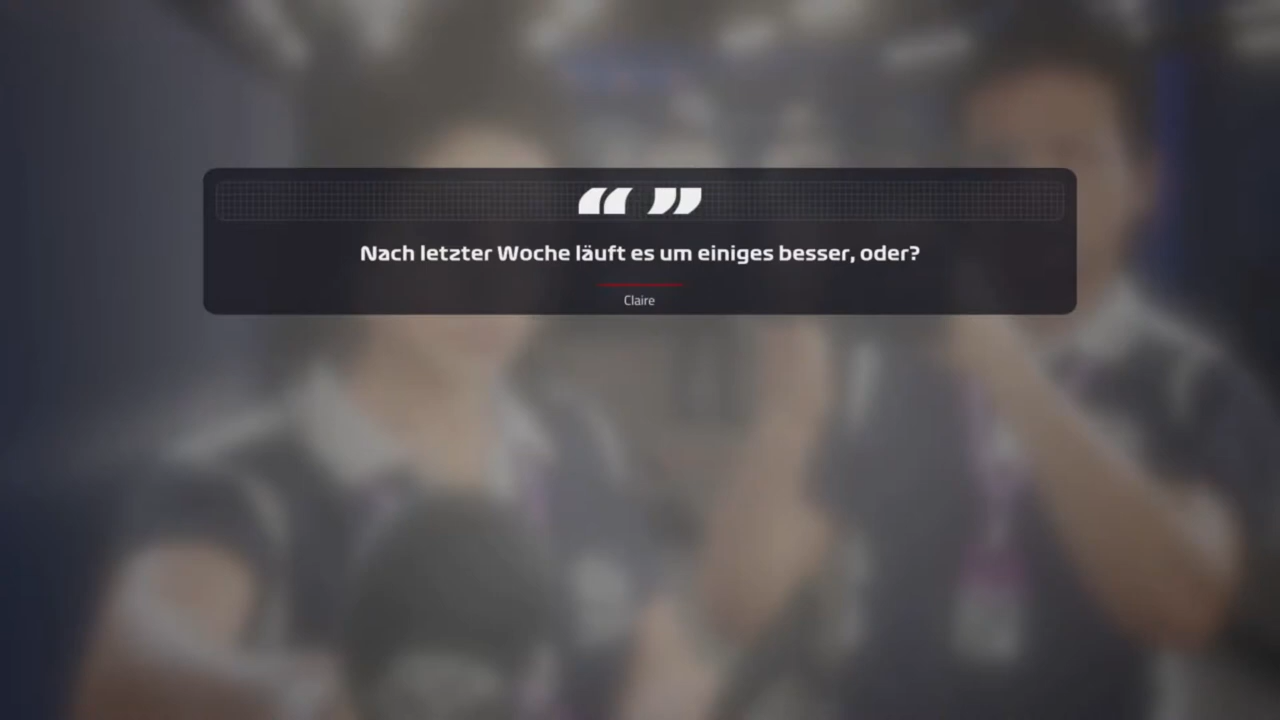 “ ”
Nach letzter Woche läuft es um einiges besser, oder?
Claire